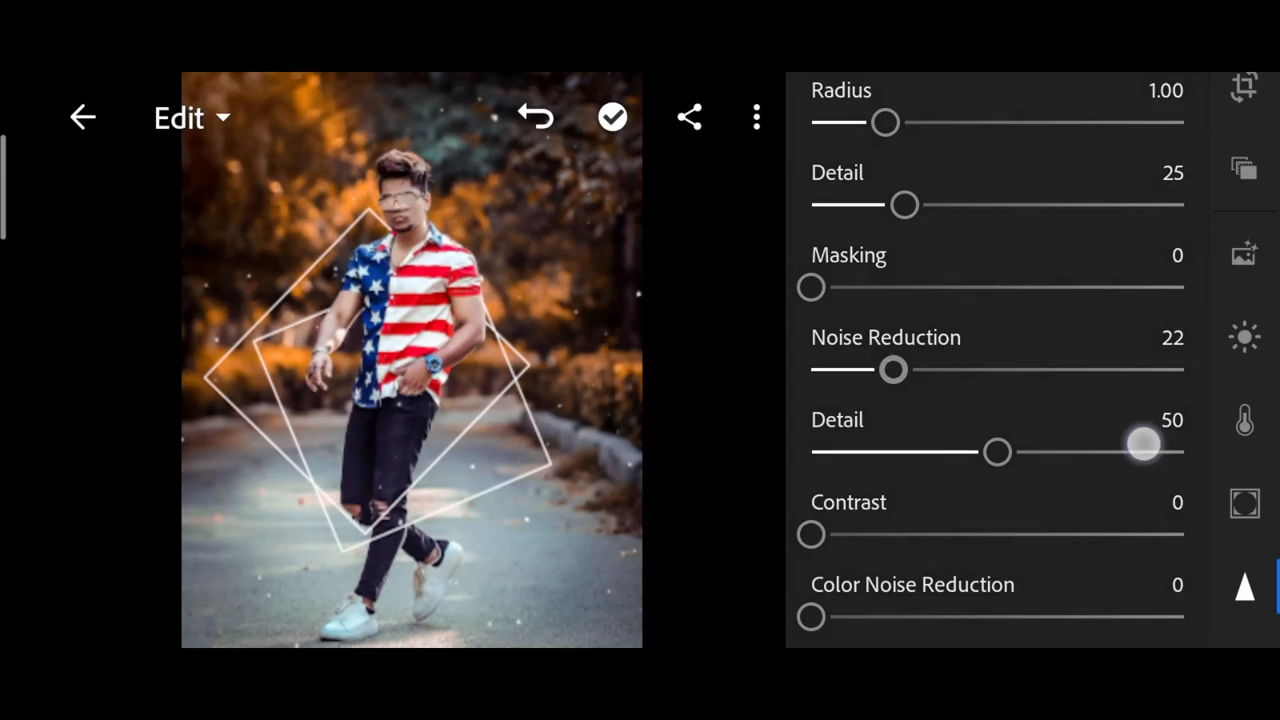 Edit
Radius 1.00
Detail 25
Masking 0
Noise Reduction 22
Detail 50
Contrast 0
Color Noise Reduction 0